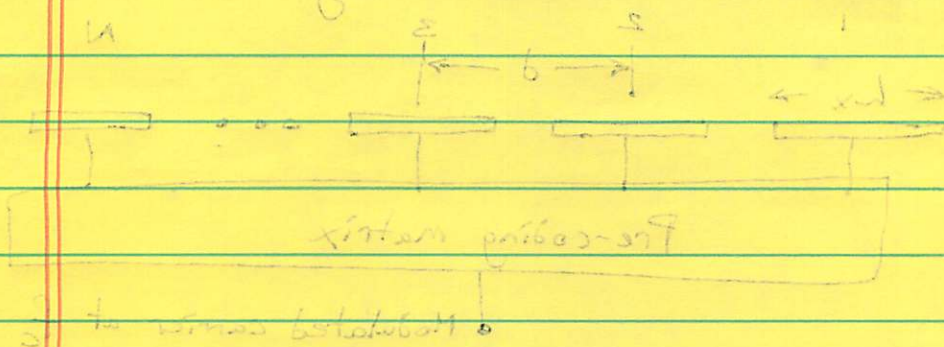 1 2 3 N
d
Pre-coding matrix
Modulated carrier at